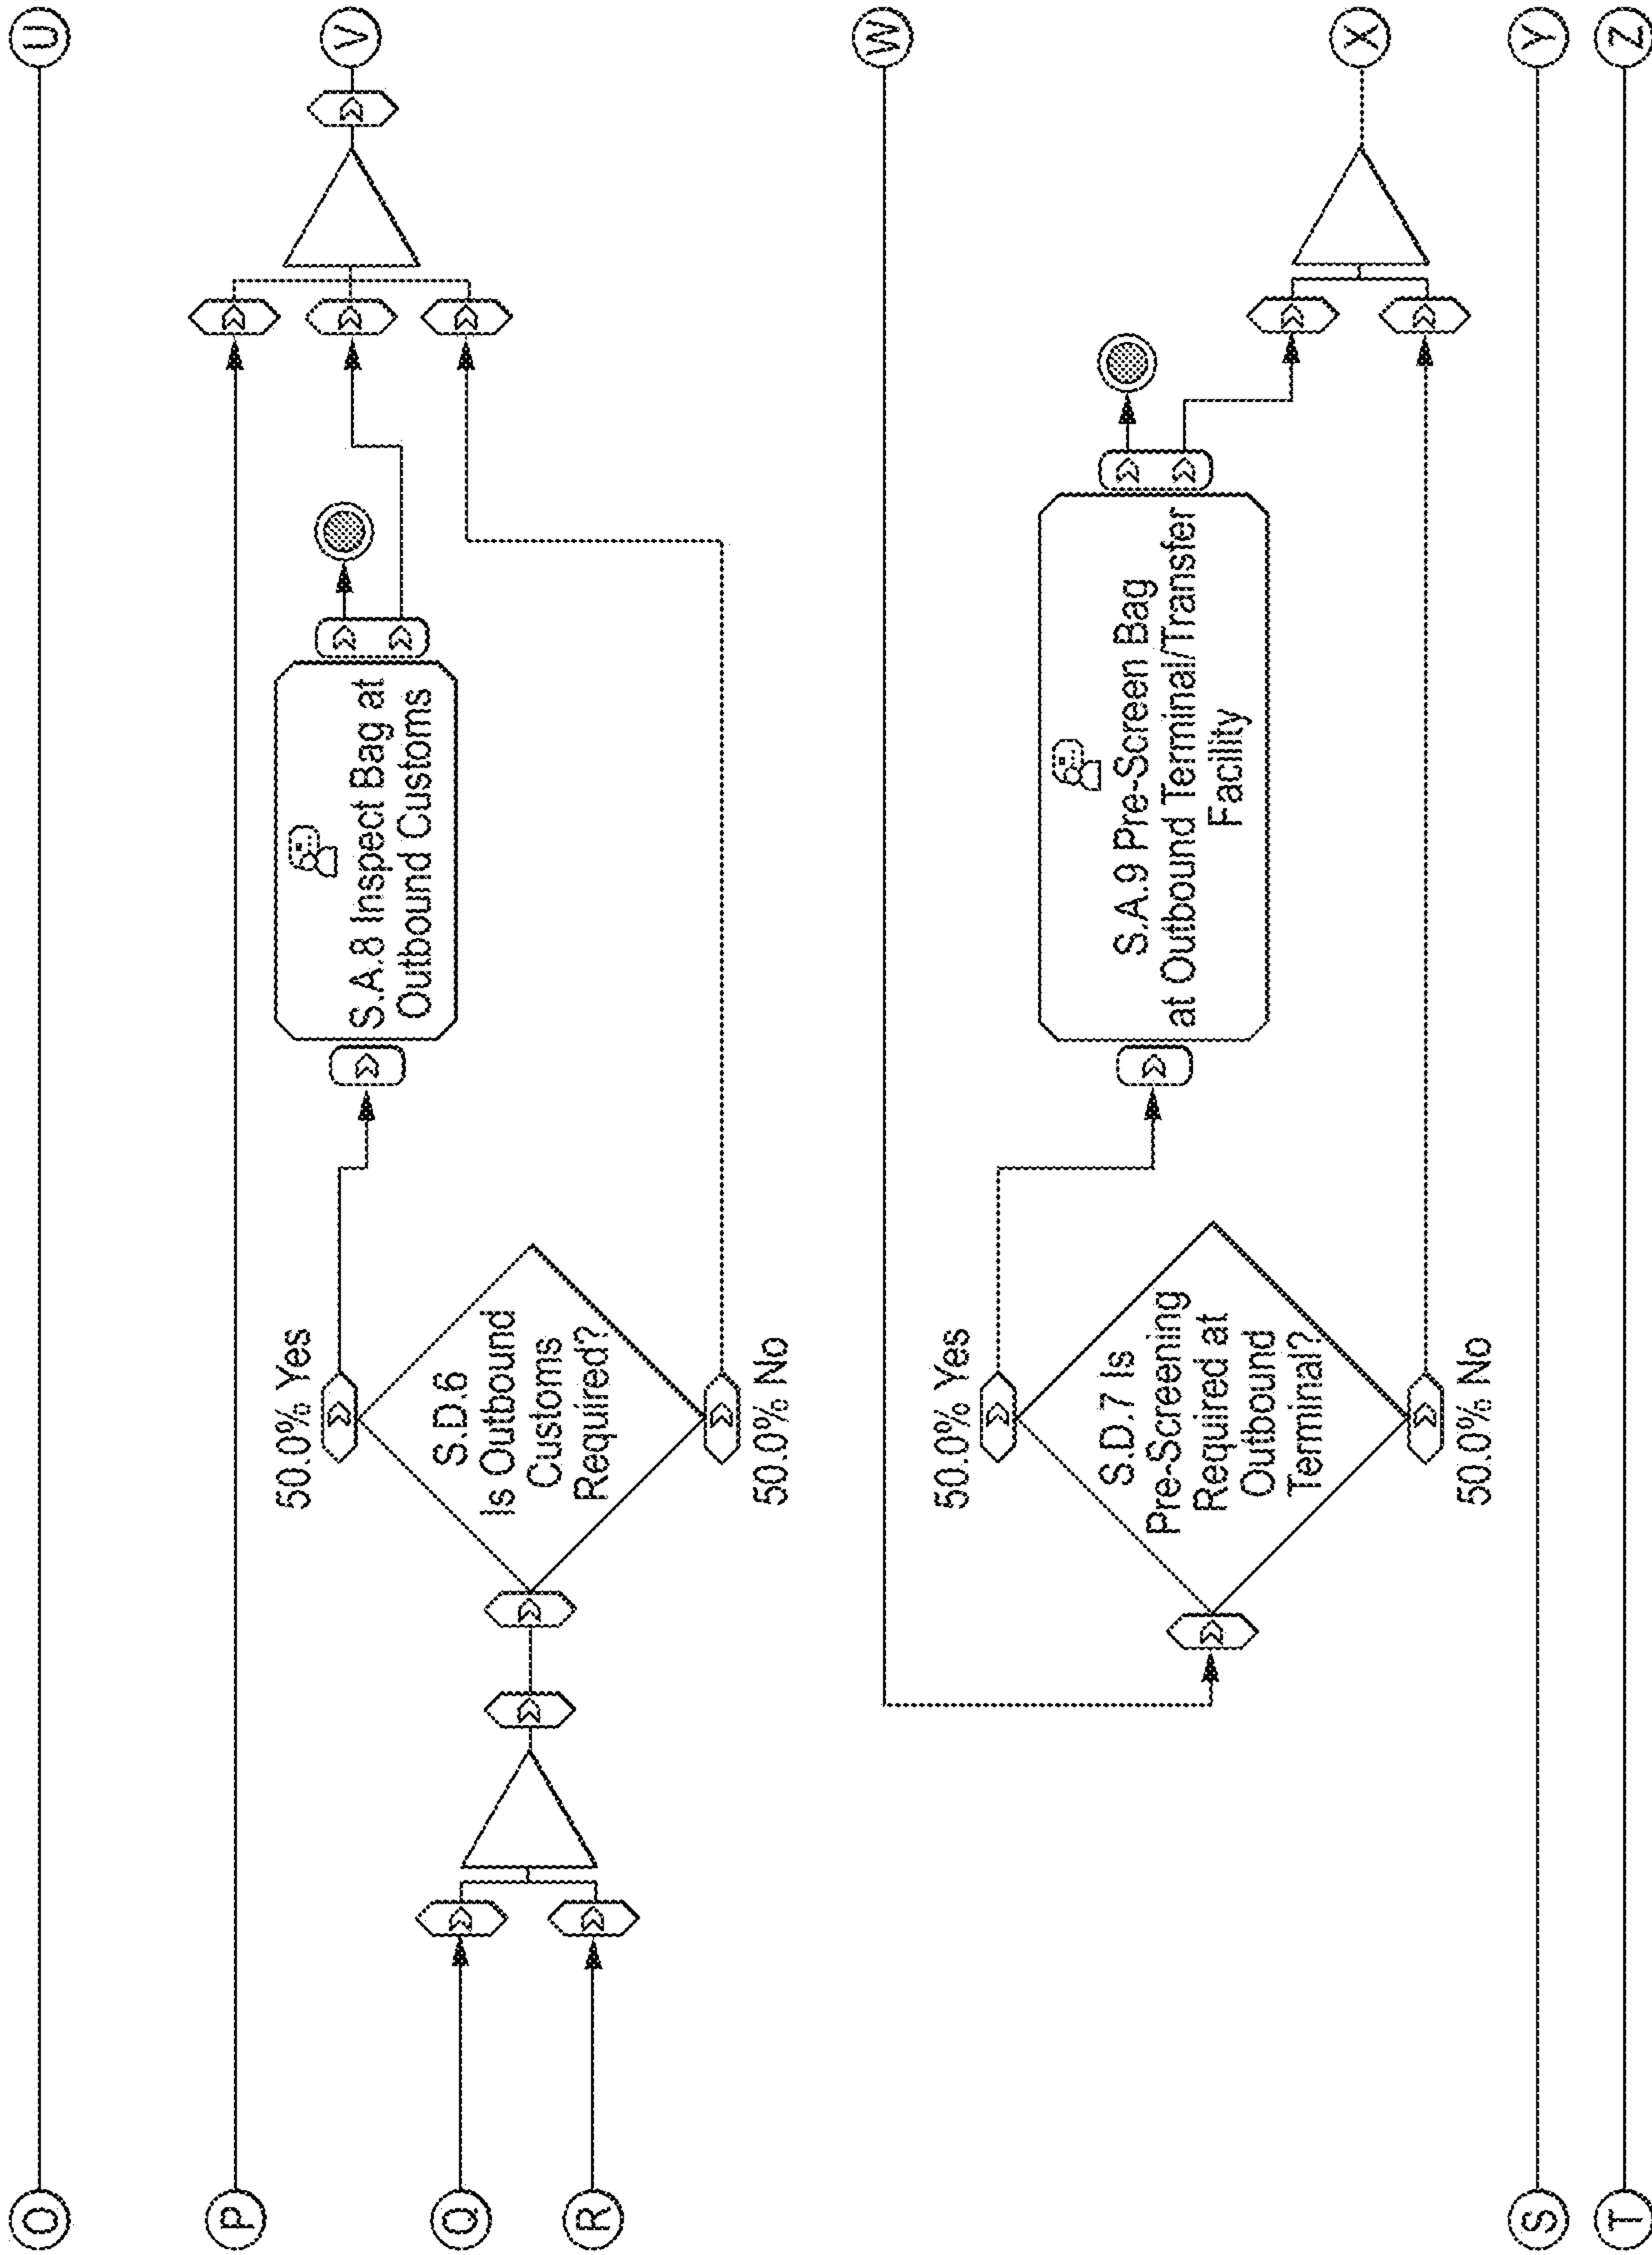 O
U
P
V
50.0% Yes
S.A.8 Inspect Bag at
Outbound Customs
S.D.6
Is Outbound
Customs
Required?
50.0% No
Q
R
W
50.0% Yes
S.A.9 Pre-Screen Bag
at Outbound Terminal/Transfer
Facility
S.D.7 Is
Pre-Screening
Required at
Outbound
Terminal?
50.0% No
X
S
Y
T
Z